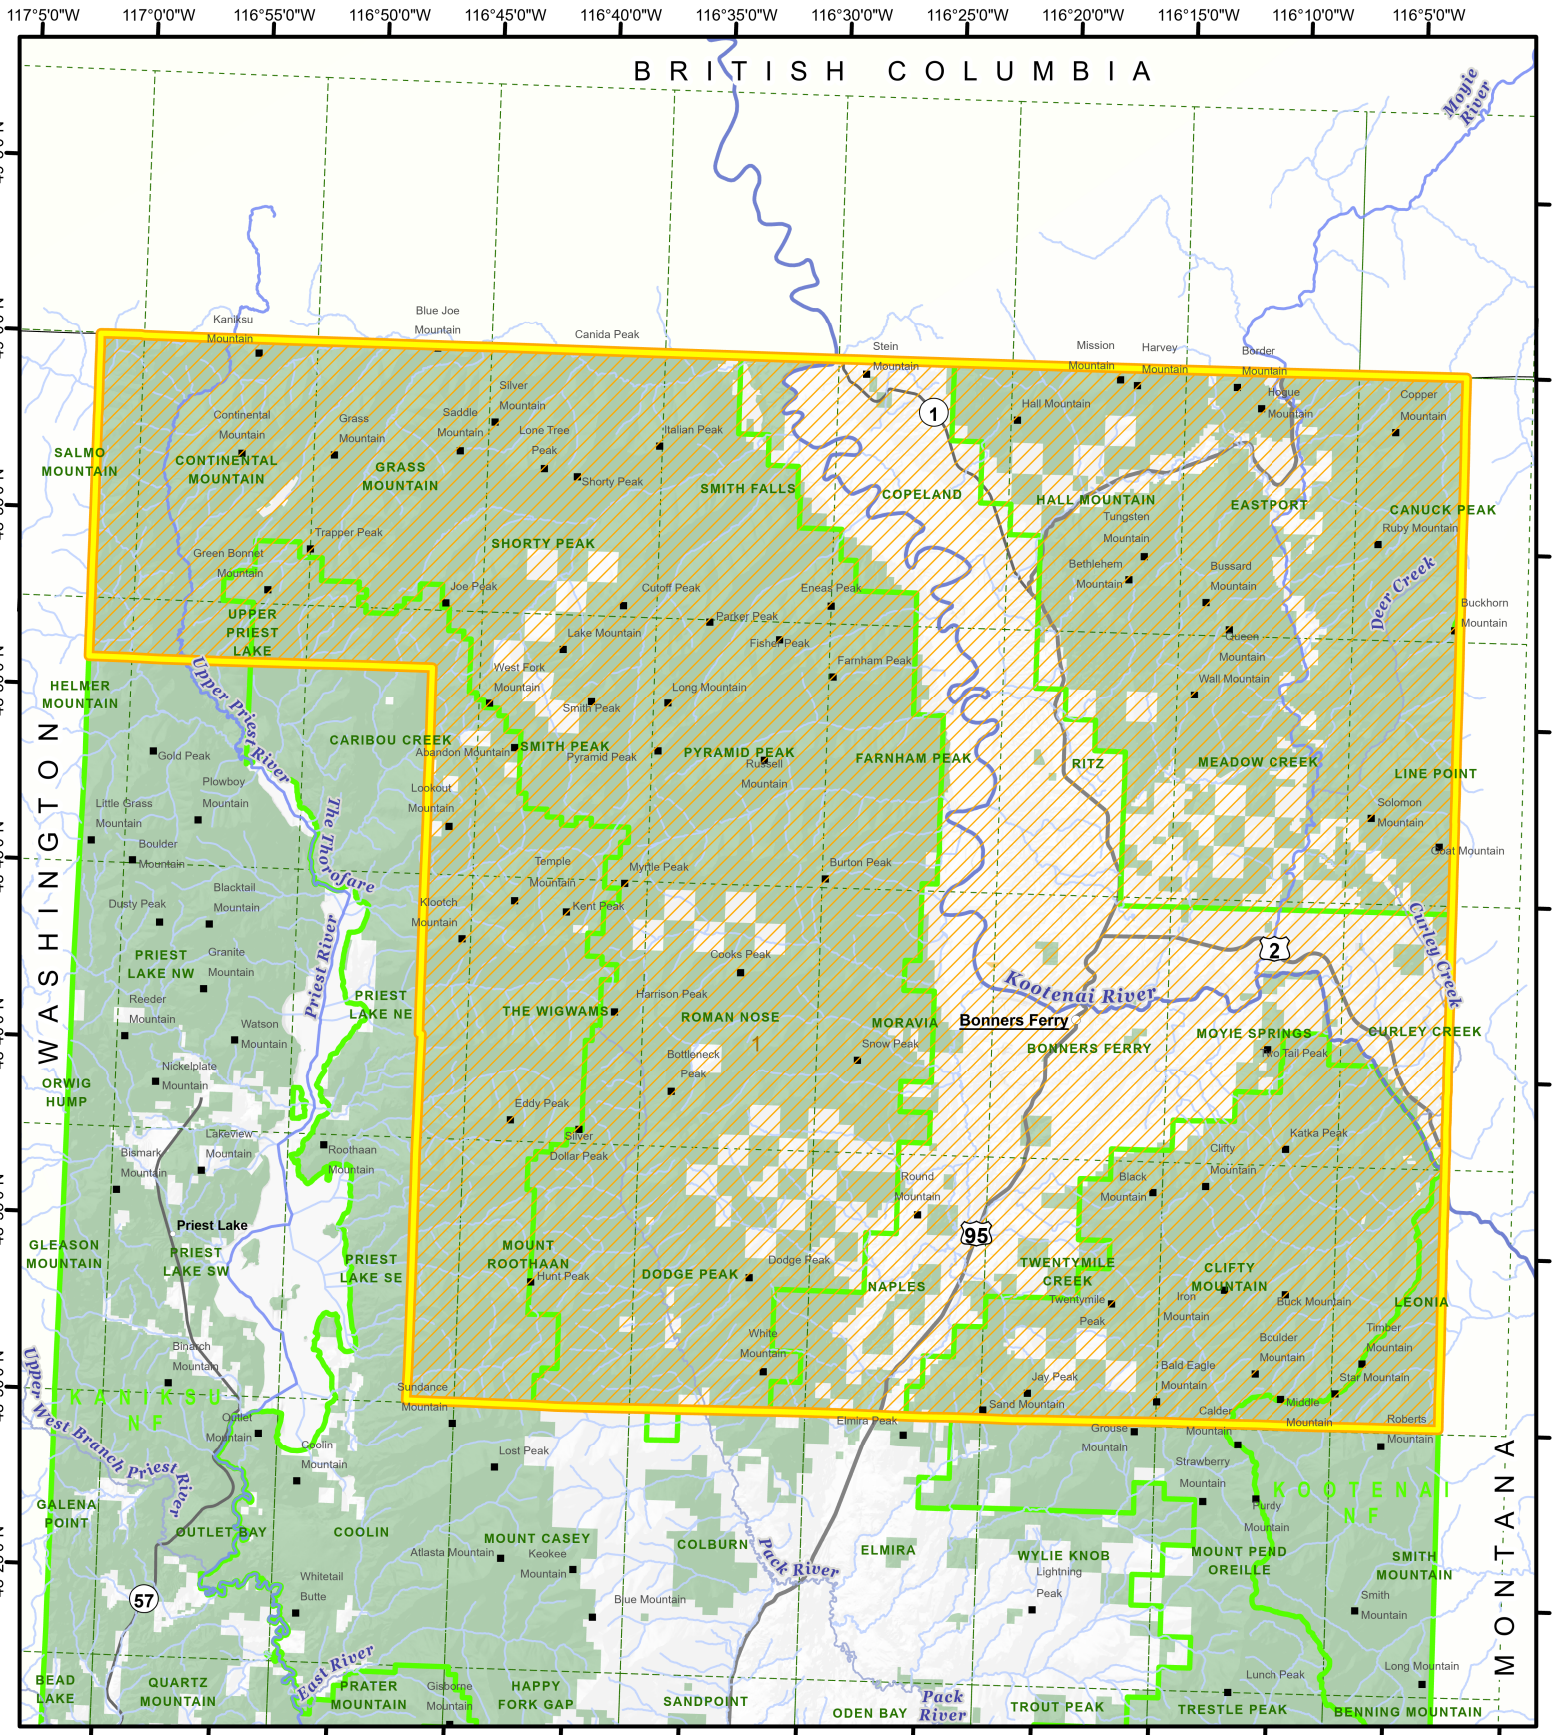 117°5'0"W 117°0'0"W 116°55'0"W 116°50'0"W 116°45'0"W 116°40'0"W 116°35'0"W 116°30'0"W 116°25'0"W 116°20'0"W 116°15'0"W 116°10'0"W 116°5'0"W
BRITISH COLUMBIA
Moyie
River
Kaniksu
Mountain
Blue Joe
Mountain
Canida Peak
Stein
Mountain
Mission
Mountain
Harvey
Mountain
Border
Mountain
Hogue
Mountain
Copper
Mountain
Silver
Mountain
Continental
Mountain
Grass
Mountain
Saddle
Mountain
Lone Tree
Peak
Italian Peak
1
Hall Mountain
SALMO
MOUNTAIN
CONTINENTAL
MOUNTAIN
GRASS
MOUNTAIN
Shorty Peak
SMITH FALLS
COPELAND
HALL MOUNTAIN
EASTPORT
CANUCK PEAK
Tungsten
Mountain
Ruby Mountain
Trapper Peak
SHORTY PEAK
Green Bonnet
Mountain
Joe Peak
Cutoff Peak
Eneas Peak
Bethlehem
Mountain
Bussard
Mountain
Deer Creek
Buckhorn
Mountain
UPPER
PRIEST
LAKE
Parker Peak
Lake Mountain
Fisher Peak
Queen
Mountain
West Fork
Mountain
Farnham Peak
Wall Mountain
HELMER
MOUNTAIN
Upper Priest River
Long Mountain
Smith Peak
WASHINGTON
CARIBOU CREEK
Abandon Mountain
SMITH PEAK
Pyramid Peak
PYRAMID PEAK
Russell
Mountain
FARNHAM PEAK
RITZ
MEADOW CREEK
LINE POINT
Gold Peak
Plowboy
Mountain
Lookout
Mountain
Little Grass
Mountain
The Thorofare
Solomon
Mountain
Boulder
Mountain
Temple
Mountain
Myrtle Peak
Burton Peak
Goat Mountain
Blacktail
Mountain
Dusty Peak
Klootch
Mountain
Kent Peak
Curley Creek
PRIEST
LAKE NW
Granite
Mountain
Priest River
Cooks Peak
2
Reeder
Mountain
PRIEST
LAKE NE
Harrison Peak
Kootenai River
Watson
Mountain
THE WIGWAMS
ROMAN NOSE
MORAVIA
Bonners Ferry
BONNERS FERRY
MOYIE SPRINGS
CURLEY CREEK
1
Snow Peak
Two Tail Peak
Bottleneck
Peak
ORWIG
HUMP
Nickelplate
Mountain
Eddy Peak
Silver
Dollar Peak
Lakeview
Mountain
Bismark
Mountain
Roothaan
Mountain
Katka Peak
Clifty
Mountain
Black
Mountain
Round
Mountain
Priest Lake
95
GLEASON
MOUNTAIN
PRIEST
LAKE SW
PRIEST
LAKE SE
MOUNT
ROOTHAAN
Hunt Peak
DODGE PEAK
Dodge Peak
NAPLES
TWENTYMILE
CREEK
Twentymile
Peak
CLIFTY
MOUNTAIN
Iron
Mountain
Buck Mountain
LEONIA
Binarch
Mountain
White
Mountain
Boulder
Mountain
Timber
Mountain
Upper West Branch Priest River
KANIKSU
NF
Sundance
Mountain
Jay Peak
Sand Mountain
Bald Eagle
Mountain
Star Mountain
Middle
Mountain
Outlet
Mountain
Elmira Peak
Calder
Mountain
Roberts
Mountain
Coolin
Mountain
Lost Peak
Grouse
Mountain
Strawberry
Mountain
KOOTENAI
NF
MONTANA
GALENA
POINT
OUTLET BAY
COOLIN
Purdy
Mountain
MOUNT CASEY
COLBURN
ELMIRA
WYLIE KNOB
MOUNT PEND
OREILLE
SMITH
MOUNTAIN
Atlasta Mountain
Keokee
Mountain
Pack River
Lightning
Peak
57
Whitetail
Butte
Blue Mountain
Smith
Mountain
East River
BEAD
LAKE
QUARTZ
MOUNTAIN
PRATER
MOUNTAIN
Gisborne
Mountain
HAPPY
FORK GAP
SANDPOINT
Pack
River
ODEN BAY
TROUT PEAK
Lunch Peak
TRESTLE PEAK
Long Mountain
BENNING MOUNTAIN